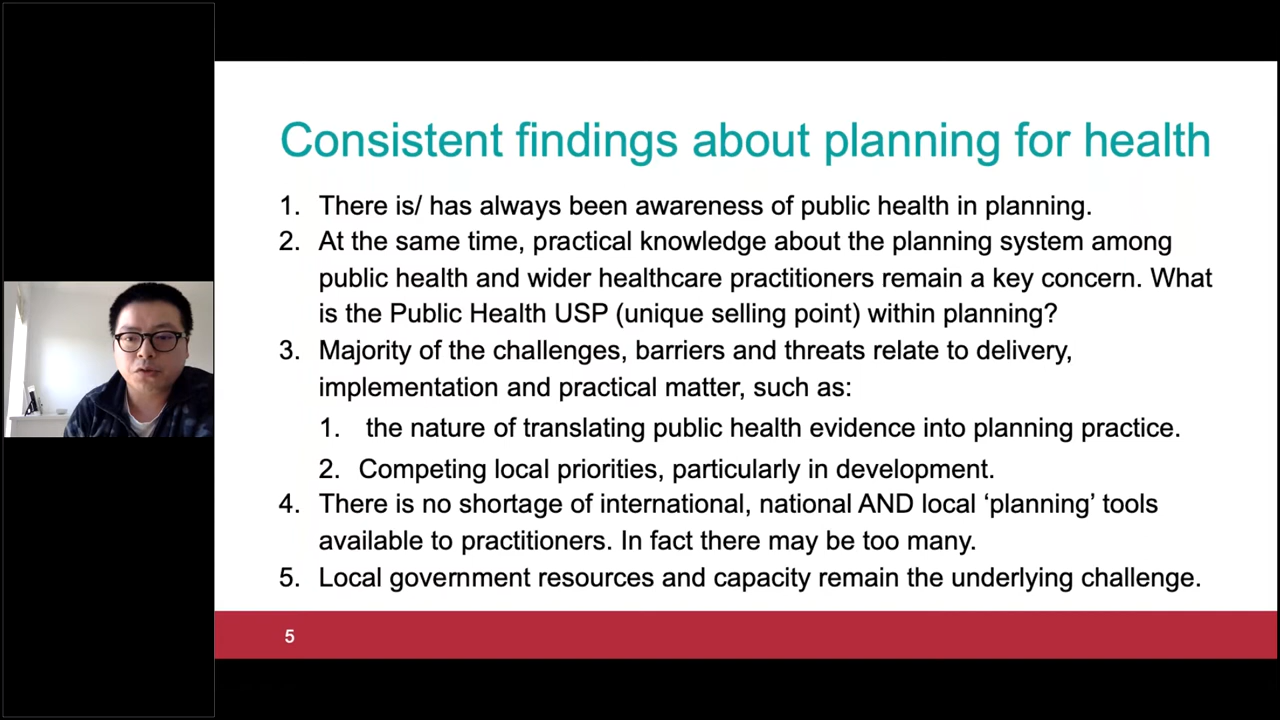 Consistent findings about planning for health
1. There is/ has always been awareness of public health in planning.
2. At the same time, practical knowledge about the planning system among
public health and wider healthcare practitioners remain a key concern. What
is the Public Health USP (unique selling point) within planning?
3. Majority of the challenges, barriers and threats relate to delivery,
implementation and practical matter, such as:
1. the nature of translating public health evidence into planning practice.
2. Competing local priorities, particularly in development.
4. There is no shortage of international, national AND local ‘planning’ tools
available to practitioners. In fact there may be too many.
5. Local government resources and capacity remain the underlying challenge.
5